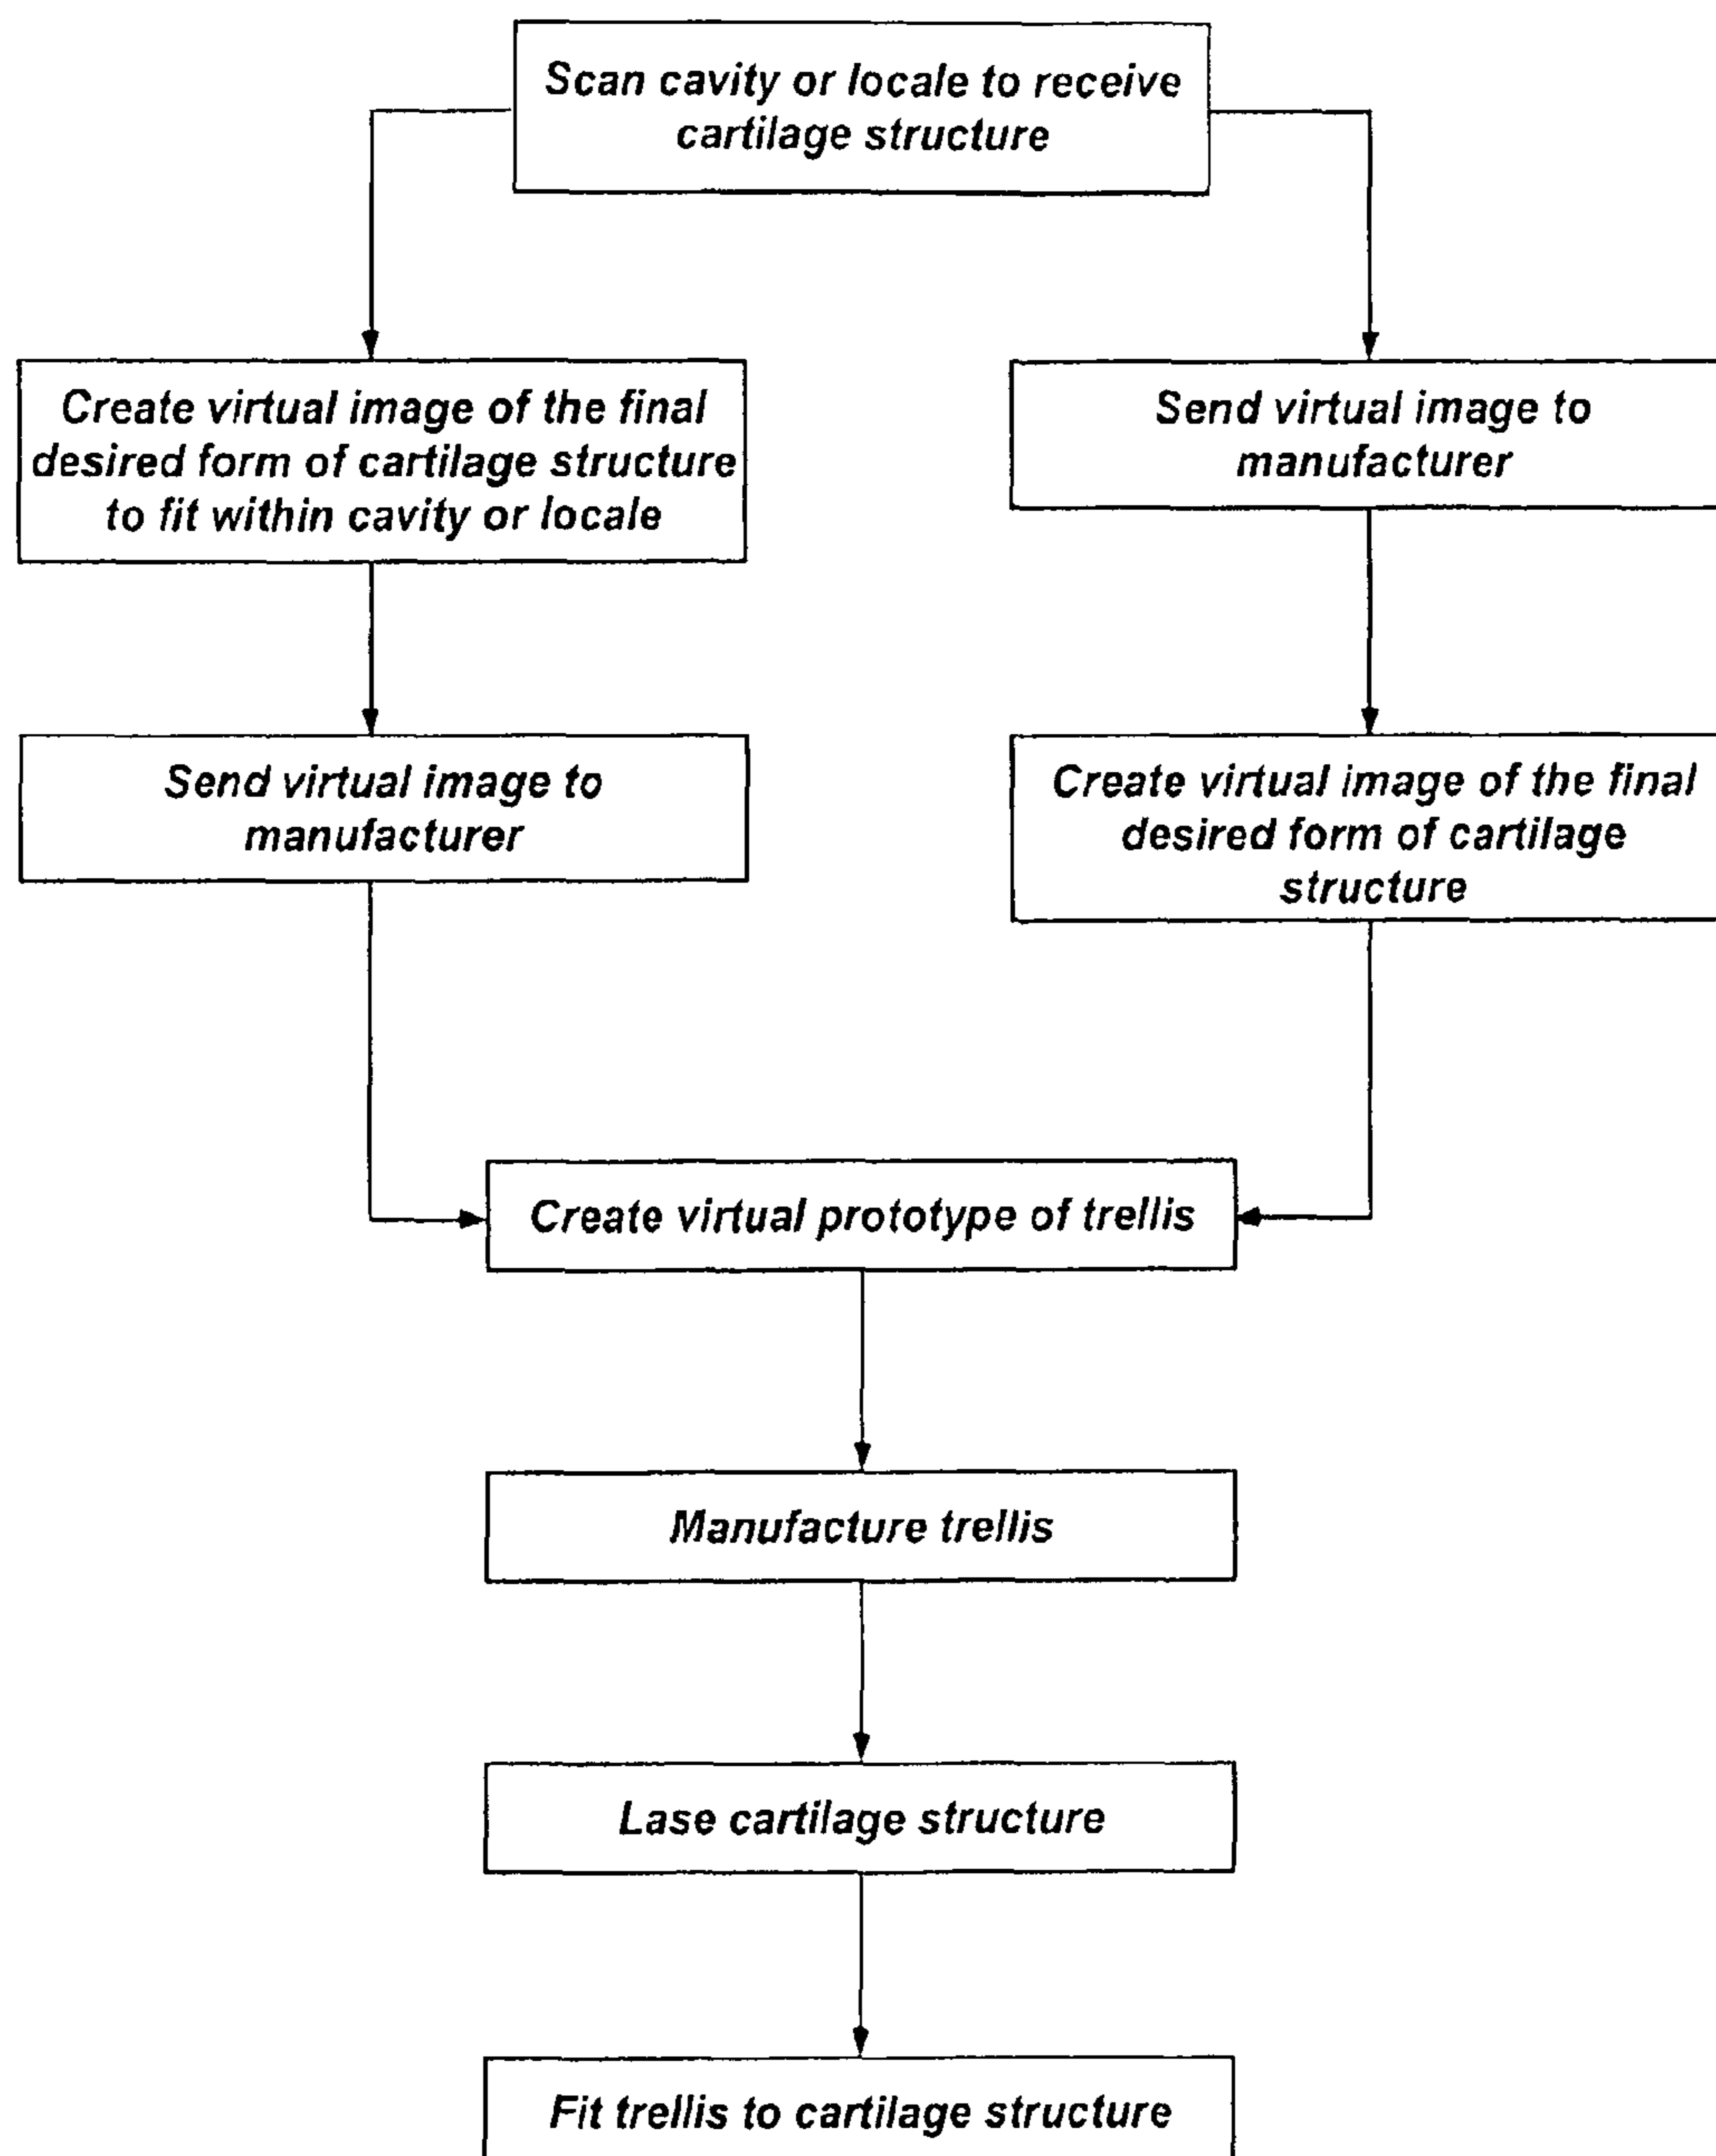 Scan cavity or locale to receive
cartilage structure
Create virtual image of the final
desired form of cartilage structure
to fit within cavity or locale
Send virtual image to
manufacturer
Send virtual image to
manufacturer
Create virtual image of the final
desired form of cartilage
structure
Create virtual prototype of trellis
Manufacture trellis
Lase cartilage structure
Fit trellis to cartilage structure